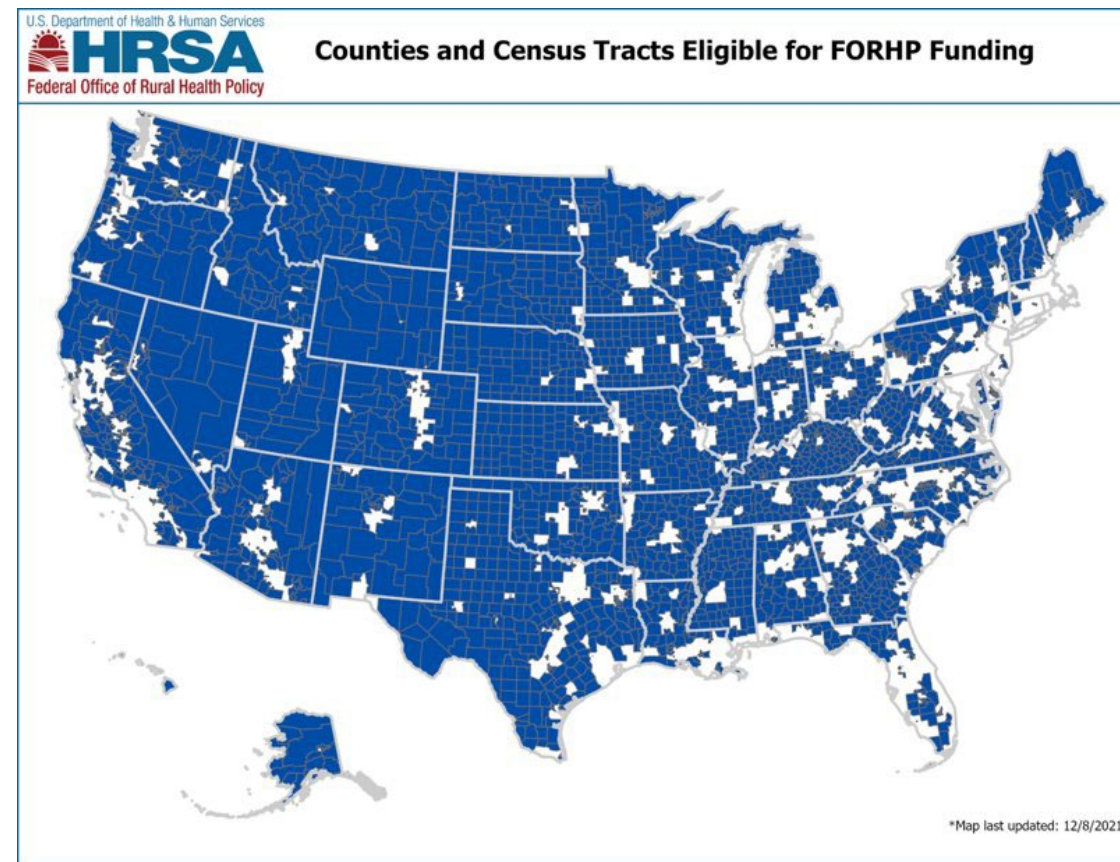 U.S. Department of Health & Human Services
HRSA
Federal Office of Rural Health Policy
Counties and Census Tracts Eligible for FORHP Funding
*Map last updated: 12/8/2021